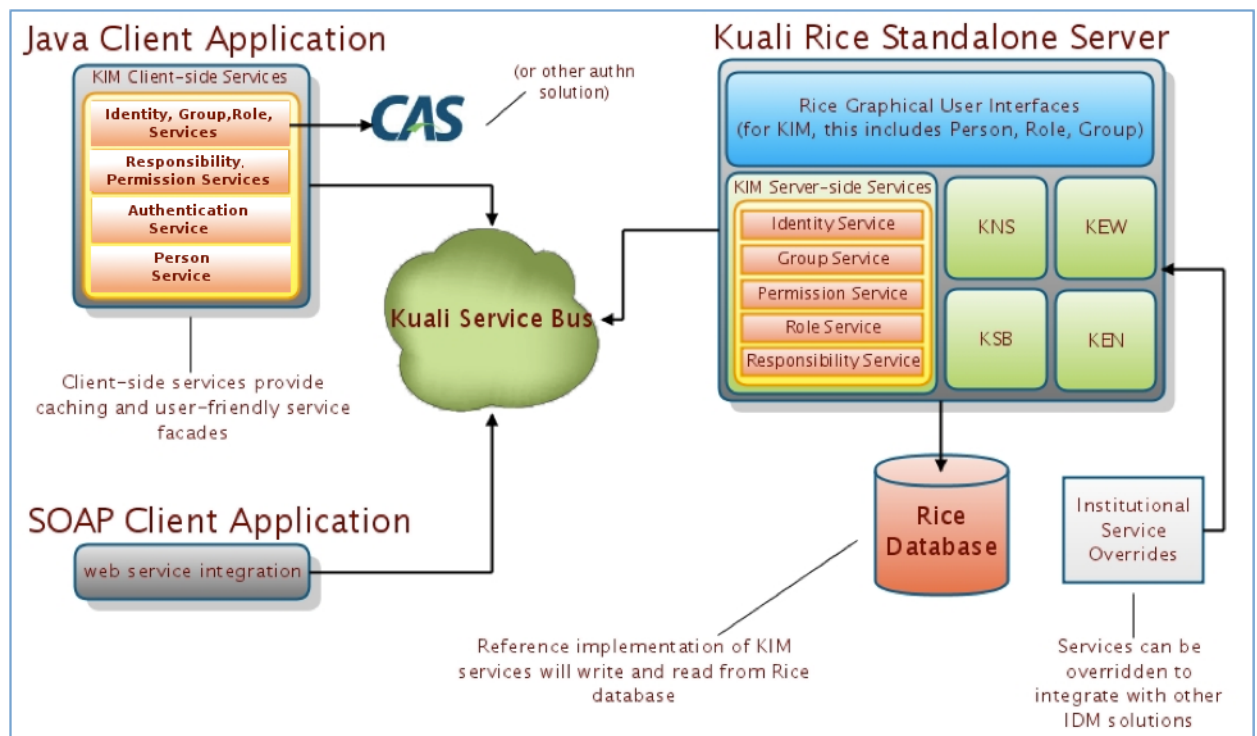 Java Client Application
KIM Client-side Services
Identity, Group,Role,
Services
Responsibility,
Permission Services
Authentication
Service
Person
Service
CAS
(or other authn
solution)
Client-side services provide
caching and user-friendly service
facades
Kuali Service Bus
SOAP Client Application
web service integration
Kuali Rice Standalone Server
Rice Graphical User Interfaces
(for KIM, this includes Person, Role, Group)
KIM Server-side Services
Identity Service
Group Service
Permission Service
Role Service
Responsibility Service
KNS
KEW
KSB
KEN
Rice
Database
Institutional
Service
Overrides
Reference implementation of KIM
services will write and read from Rice
database
Services can be
overridden to
integrate with other
IDM solutions